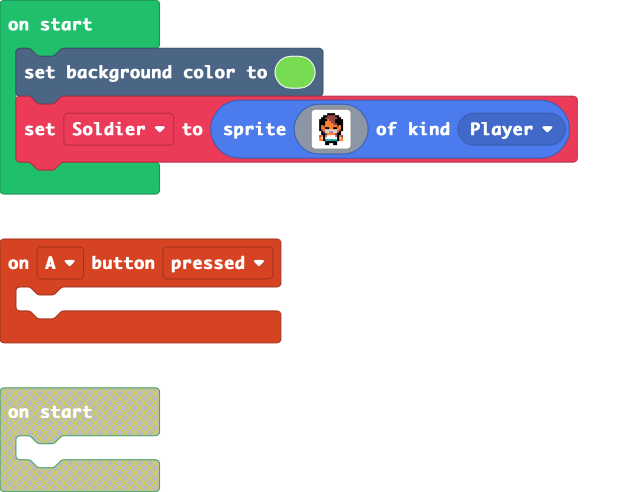 on start
set background color to
set Soldier to sprite of kind Player
on A button pressed
on start